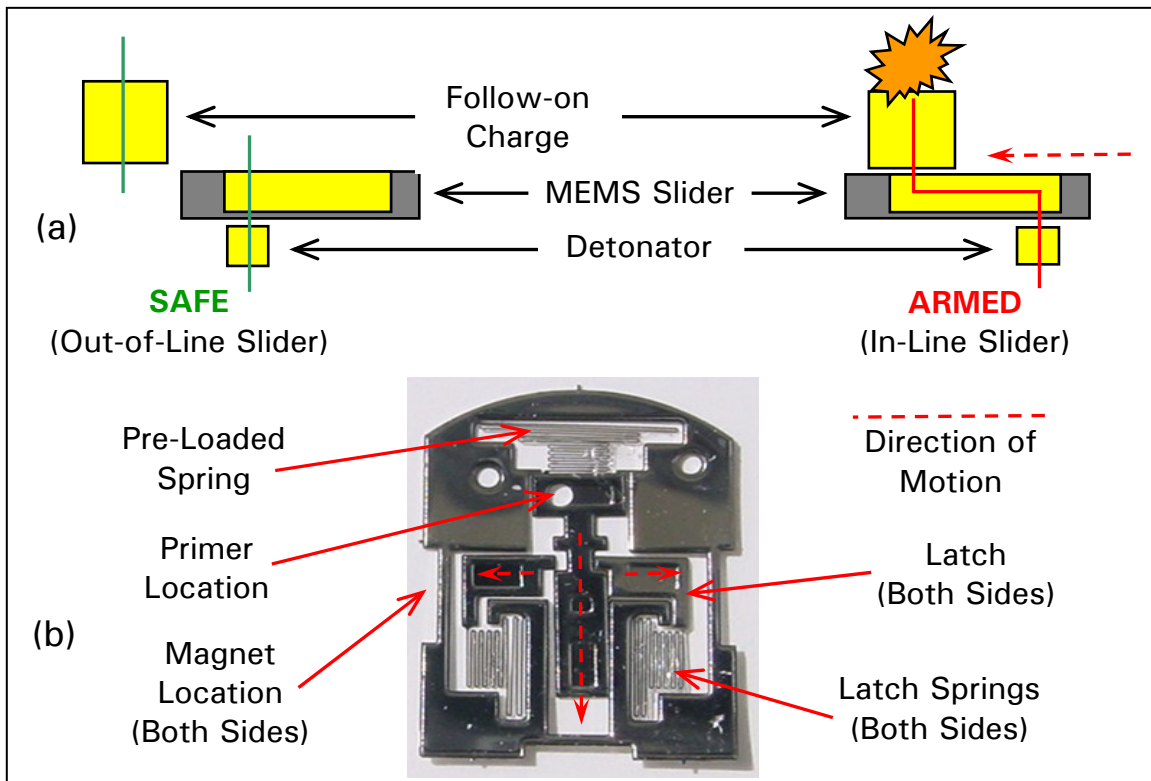 Follow-on
Charge
MEMS Slider
(a)
Detonator
SAFE
(Out-of-Line Slider)
ARMED
(In-Line Slider)
Pre-Loaded
Spring
Direction of
Motion
Primer
Location
Latch
(Both Sides)
(b)
Magnet
Location
(Both Sides)
Latch Springs
(Both Sides)